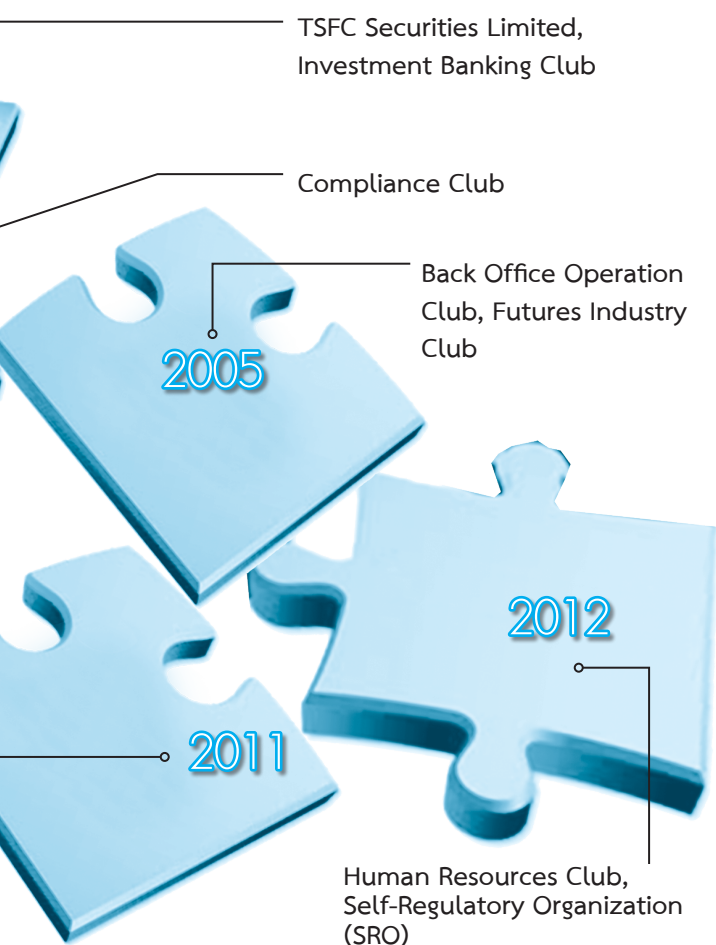 TSFC Securities Limited,
Investment Banking Club
Compliance Club
Back Office Operation
Club, Futures Industry
Club
2005
2012
2011
Human Resources Club,
Self-Regulatory Organization
(SRO)